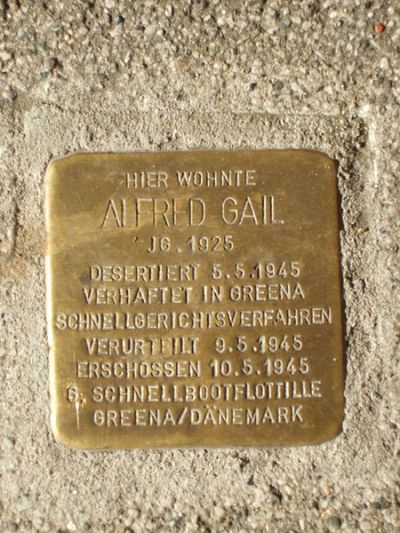 HIER WOHNTE
ALFRED GAIL
JG. 1925
DESERTIERT 5.5.1945
VERHAFTET IN GREENA
SCHNELLGERICHTSVERFAHREN
VERURTEILT 9.5.1945
ERSCHOSSEN 10.5.1945
6. SCHNELLBOOTFLOTTILLE
GREENA/DÄNEMARK